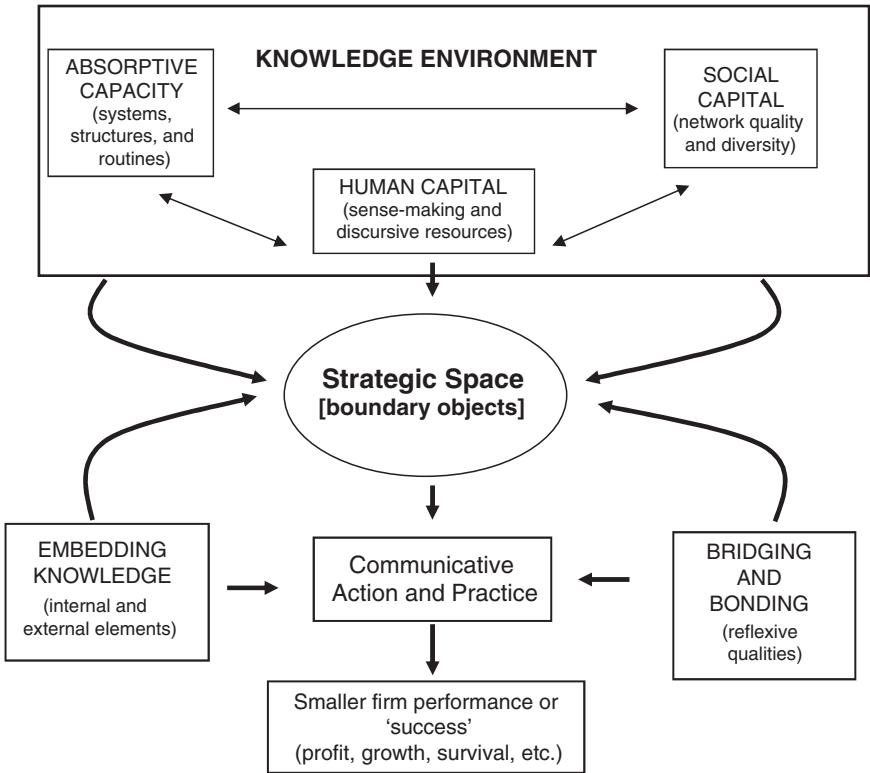 KNOWLEDGE ENVIRONMENT
ABSORPTIVE
CAPACITY
(systems,
structures, and
routines)
SOCIAL
CAPITAL
(network quality
and diversity)
HUMAN CAPITAL
(sense-making and
discursive resources)
Strategic Space
[boundary objects]
EMBEDDING
KNOWLEDGE
(internal and
external elements)
Communicative
Action and Practice
BRIDGING
AND
BONDING
(reflexive
qualities)
Smaller firm performance or
‘success’
(profit, growth, survival, etc.)